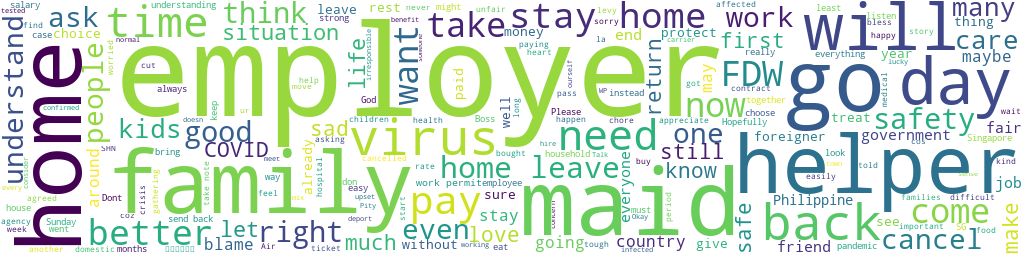 employer
family
maid
helper
home
go
will
day
virus
need
back
home leave
pay
time
stay
home
take
want
now
FDW
come
cancel
safety
right
better
good
kids
people
understand
ask
think
situation
work
first
many
care
thing
maybe
life
return
one
still
know
even
love
let
blame
much
sad
COVID
around
going
country
without
give
safe
friend
Philippine
foreigner
government
treat
fair
job
make
see
everyone
sure
stay
work permit
employee
well
may
paid
money
end
rest
leave
protect
year
choice
already
hospital
send back
domestic
months
agency
week
Sunday
went
house
agreed
crisis
Dont
SHN
bring
God
Boss
children
health
household
chore
instead
Please
happen
pass
contract
choose
together
Hopefully
appreciate
pandemic
important
families
difficult
Singapore
medical
look
easily
told
kind
wait
everything
listen
bless
happy
story
lucky
least
affected
sorry
strong
never
might
unfair
levy
benefit
understanding
irresponsible
always
cut
worried
confirmed
find
case
salary
tested
normal
another
gathering
take note
keep
doesn
don
asking
meet
way
feel
easy
upset
Pity
deport
ticket
Air
cancelled
rate
bought
hire
talk
buy
must
Okay
period
tough
infected
working
eat
start
long
ourself
WP
paying
heart
la
really
got
carrier
move
help
ur
SG
food